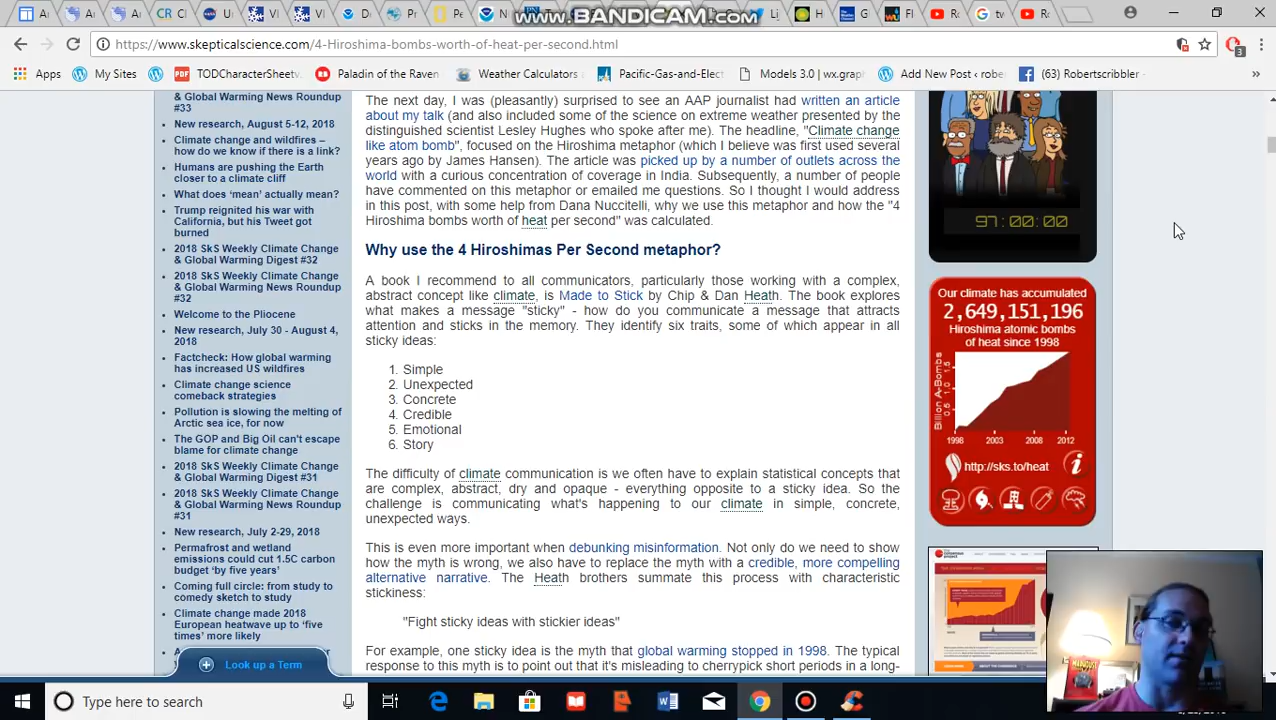 www.BANDICAM.com
https://www.skepticalscience.com/4-Hiroshima-bombs-worth-of-heat-per-second.html
3
Apps
My Sites
TODCharacterSheetv
Paladin of the Raven
Weather Calculators
Pacific-Gas-and-Elect
Models 3.0 | wx.grap
Add New Post ‹ rober
(63) Robertscribbler
»
& Global Warming News Roundup
#33
New research, August 5-12, 2018
Climate change and wildfires –
how do we know if there is a link?
Humans are pushing the Earth
closer to a climate cliff
What does ‘mean’ actually mean?
Trump reignited his war with
California, but his Tweet got
burned
2018 SkS Weekly Climate Change
& Global Warming Digest #32
2018 SkS Weekly Climate Change
& Global Warming News Roundup
#32
Welcome to the Pliocene
New research, July 30 - August 4,
2018
Factcheck: How global warming
has increased US wildfires
Climate change science
comeback strategies
Pollution is slowing the melting of
Arctic sea ice, for now
The GOP and Big Oil can't escape
blame for climate change
2018 SkS Weekly Climate Change
& Global Warming Digest #31
2018 SkS Weekly Climate Change
& Global Warming News Roundup
#31
New research, July 2-29, 2018
Permafrost and wetland
emissions could cut 1.5C carbon
budget ‘by five years’
Coming full circle: from study to
comedy sketch to study
Climate change made 2018
European heatwave up to ‘five
times’ more likely
Look up a Term
The next day, I was (pleasantly) surprised to see an AAP journalist had written an article
about my talk (and also included some of the science on extreme weather presented by the
distinguished scientist Lesley Hughes who spoke after me). The headline, "Climate change
like atom bomb", focused on the Hiroshima metaphor (which I believe was first used several
years ago by James Hansen). The article was picked up by a number of outlets across the
world with a curious concentration of coverage in India. Subsequently, a number of people
have commented on this metaphor or emailed me questions. So I thought I would address
in this post, with some help from Dana Nuccitelli, why we use this metaphor and how the "4
Hiroshima bombs worth of heat per second" was calculated.
Why use the 4 Hiroshimas Per Second metaphor?
A book I recommend to all communicators, particularly those working with a complex,
abstract concept like climate, is Made to Stick by Chip & Dan Heath. The book explores
what makes a message "sticky" - how do you communicate a message that attracts
attention and sticks in the memory. They identify six traits, some of which appear in all
sticky ideas:
1. Simple
2. Unexpected
3. Concrete
4. Credible
5. Emotional
6. Story
The difficulty of climate communication is we often have to explain statistical concepts that
are complex, abstract, dry and opaque - everything opposite to a sticky idea. So the
challenge is communicating what's happening to our climate in simple, concrete,
unexpected ways.
This is even more important when debunking misinformation. Not only do we need to show
how the myth is wrong, we also have to replace the myth with a credible, more compelling
alternative narrative. The Heath brothers summate this process with characteristic
stickiness:
"Fight sticky ideas with stickier ideas"
For example, one sticky idea is the myth that global warming stopped in 1998. The typical
response to this myth is to point out that it's misleading to cherrypick short periods in a long-
97:00:00
Our climate has accumulated
2,649,151,196
Hiroshima atomic bombs
of heat since 1998
Billion A-Bombs
0.5 1.0 1.5
1998 2003 2008 2012
http://sks.to/heat
Type here to search